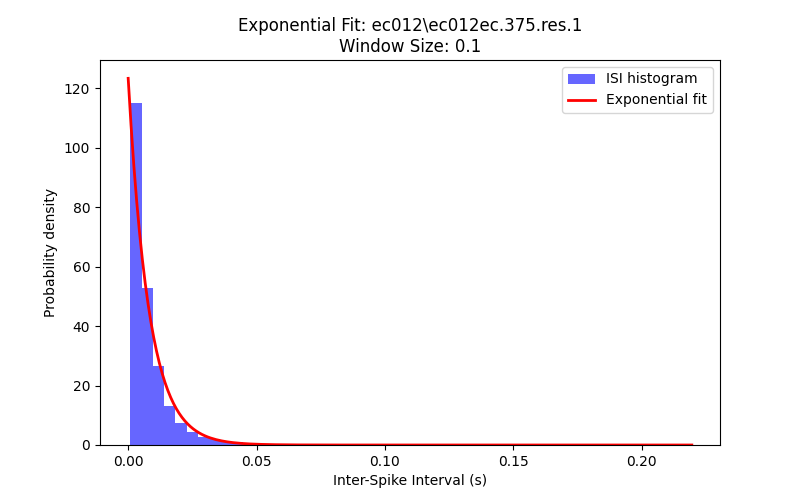 Exponential Fit: ec012\ec012ec.375.res.1
Window Size: 0.1
ISI histogram
Exponential fit
Probability density
120
100
80
60
40
20
0
0.00 0.05 0.10 0.15 0.20
Inter-Spike Interval (s)